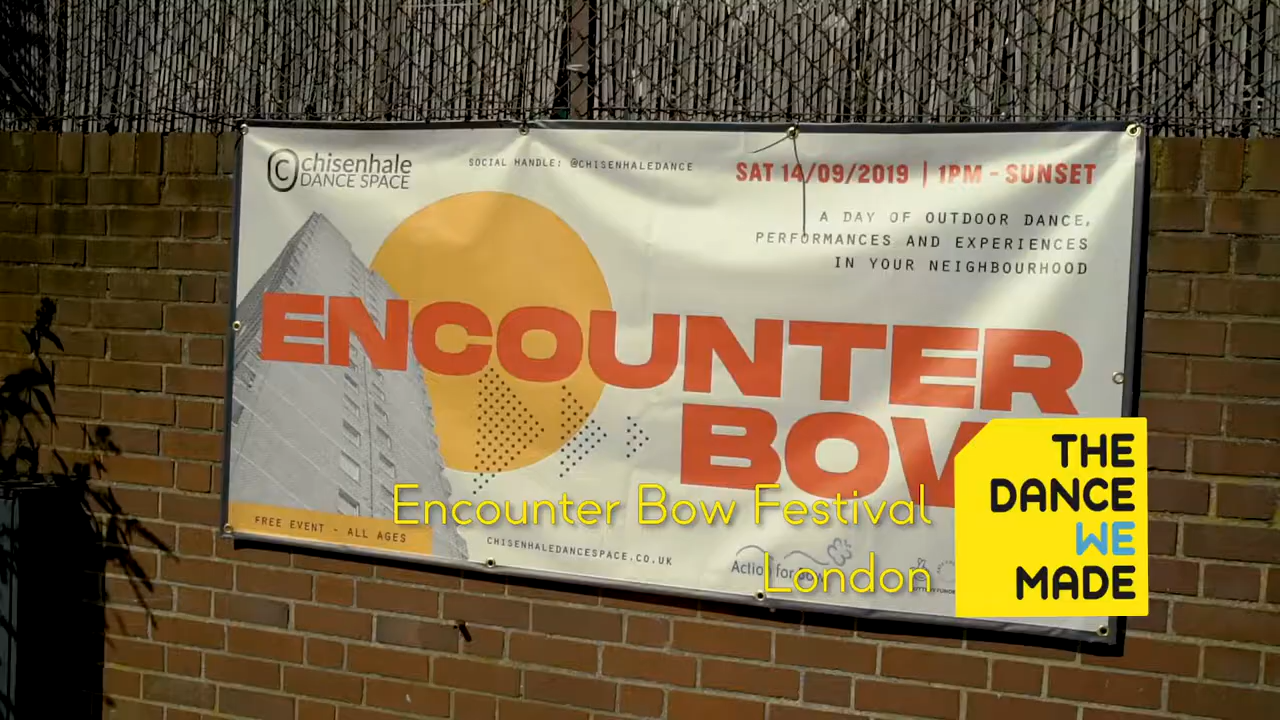 chisenhale
DANCE SPACE
SOCIAL HANDLE: @CHISENHALEDANCE
SAT 14/09/2019 | 1PM - SUNSET
A DAY OF OUTDOOR DANCE,
PERFORMANCES AND EXPERIENCES
IN YOUR NEIGHBOURHOOD
ENCOUNTER
BOW
FREE EVENT - ALL AGES
CHISENHALEDANCESPACE.CO.UK
Action for
Encounter Bow Festival
London
THE
DANCE
WE
MADE